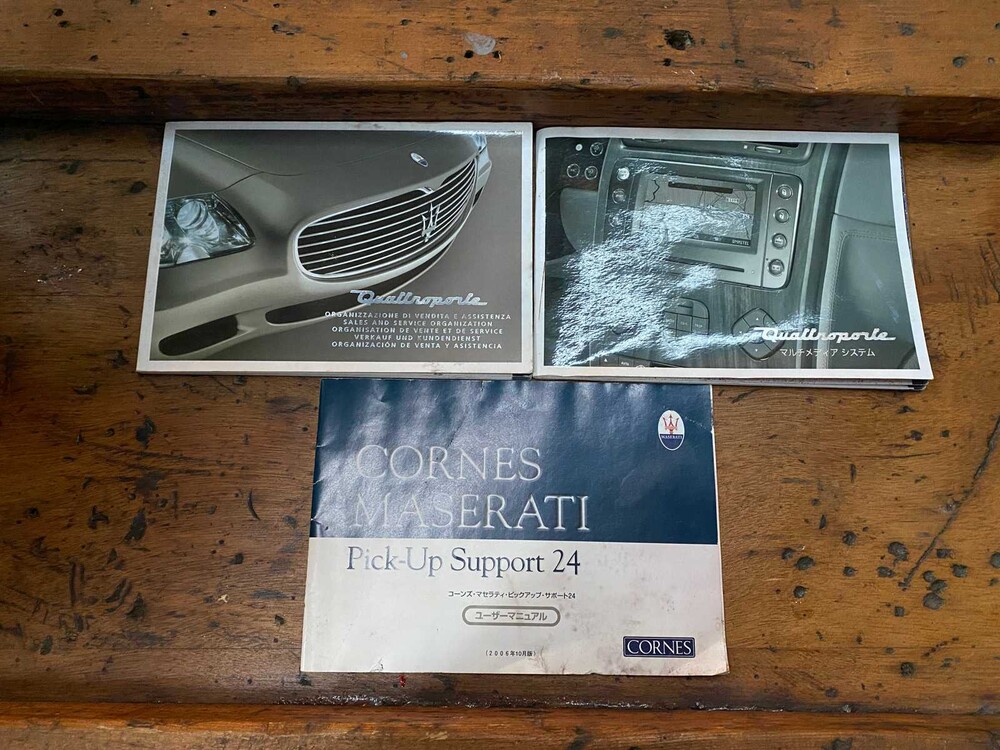 Quattroporte
ORGANIZZAZIONE DI VENDITA E ASSISTENZA
SALES AND SERVICE ORGANIZATION
ORGANISATION DE VENTE ET DE SERVICE
VERKAUF UND KUNDENDIENST
ORGANIZACIÓN DE VENTA Y ASISTENCIA
Quattroporte
マルチメディア システム
CORNES
MASERATI
MASERATI
Pick-Up Support 24
コーンズ・マセラティ・ピックアップ・サポート24
ユーザーマニュアル
(2006年10月版)
CORNES